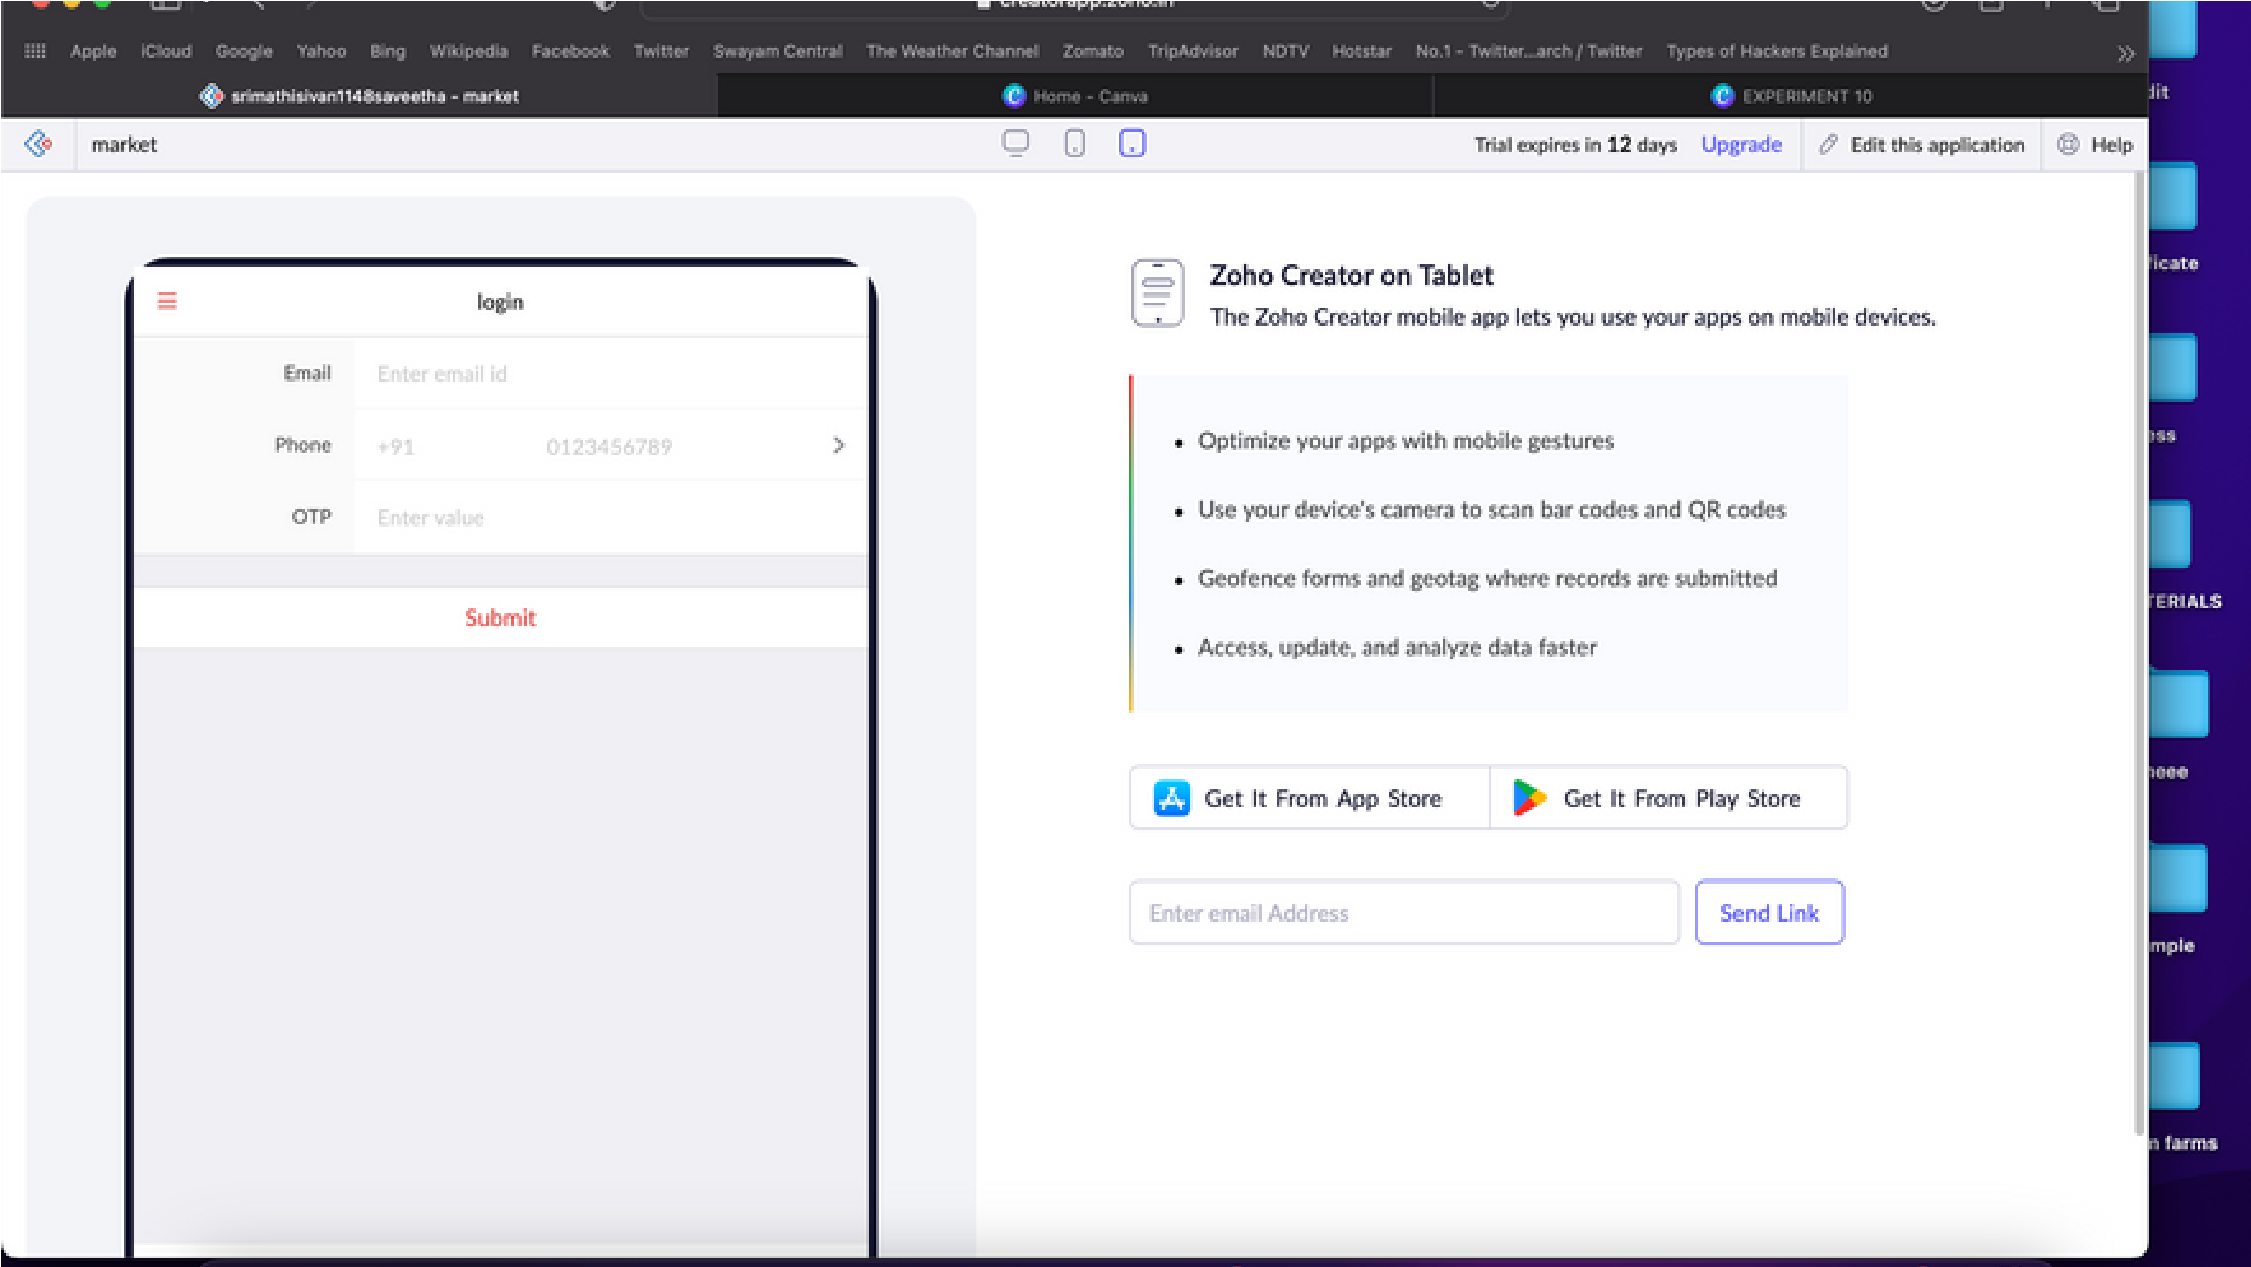 creatorapp.zoho.in
Apple iCloud Google Yahoo Bing Wikipedia Facebook Twitter Swayam Central The Weather Channel Zomato TripAdvisor NDTV Hotstar No.1 - Twitter...arch / Twitter Types of Hackers Explained
srimathisivan1148saveetha - market
Home - Canva
EXPERIMENT 10
market
Trial expires in 12 days Upgrade Edit this application Help
login
Email Enter email id
Phone +91 0123456789
OTP Enter value
Submit
Zoho Creator on Tablet
The Zoho Creator mobile app lets you use your apps on mobile devices.
• Optimize your apps with mobile gestures
• Use your device's camera to scan bar codes and QR codes
• Geofence forms and geotag where records are submitted
• Access, update, and analyze data faster
Get It From App Store
Get It From Play Store
Enter email Address
Send Link
farms